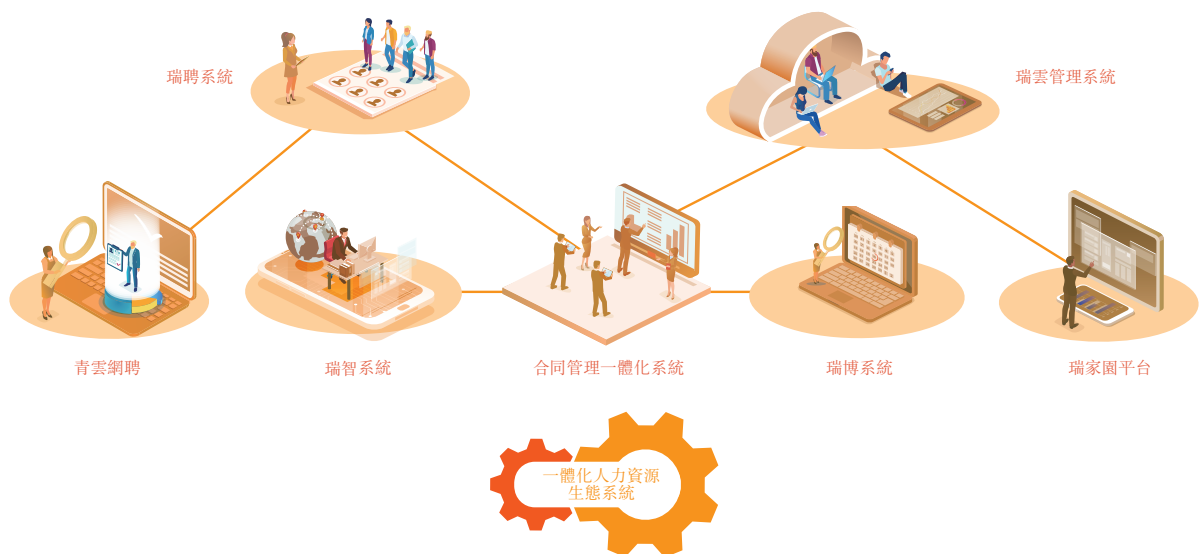 瑞聘系統
瑞雲管理系統
青雲網聘
瑞智系統
合同管理一體化系統
瑞博系統
瑞家園平台
一體化人力資源
生態系統